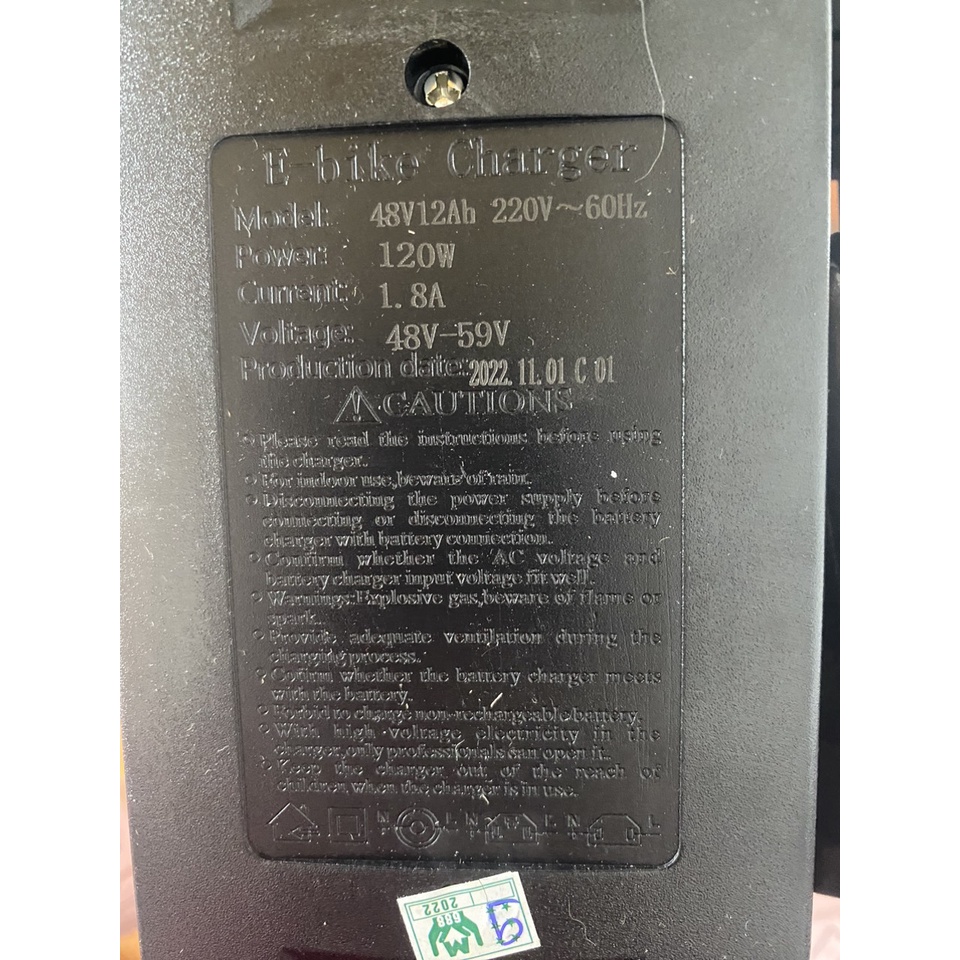 E-bike Charger
Model: 48V12Ah 220V～60Hz
Power: 120W
Current: 1.8A
Voltage: 48V-59V
Production date: 2022.11.01 C 01
CAUTIONS
Please read the instructions before using
the charger.
For indoor use,beware of rain.
Disconnecting the power supply before
connecting or disconnecting the battery
charger with battery connection.
Confirm whether the AC voltage and
battery charger input voltage fit well.
Warnings:Explosive gas,beware of flame or
spark.
Provide adequate ventilation during the
charging process.
Cofirm whether the battery charger meets
with the battery.
Forbid to charge non-rechargeable battery.
With high voltage electricity in the
charger,only professionals can open it.
Keep the charger out of the reach of
children when the charger is in use.
N L N L N L
2022
888
M
5